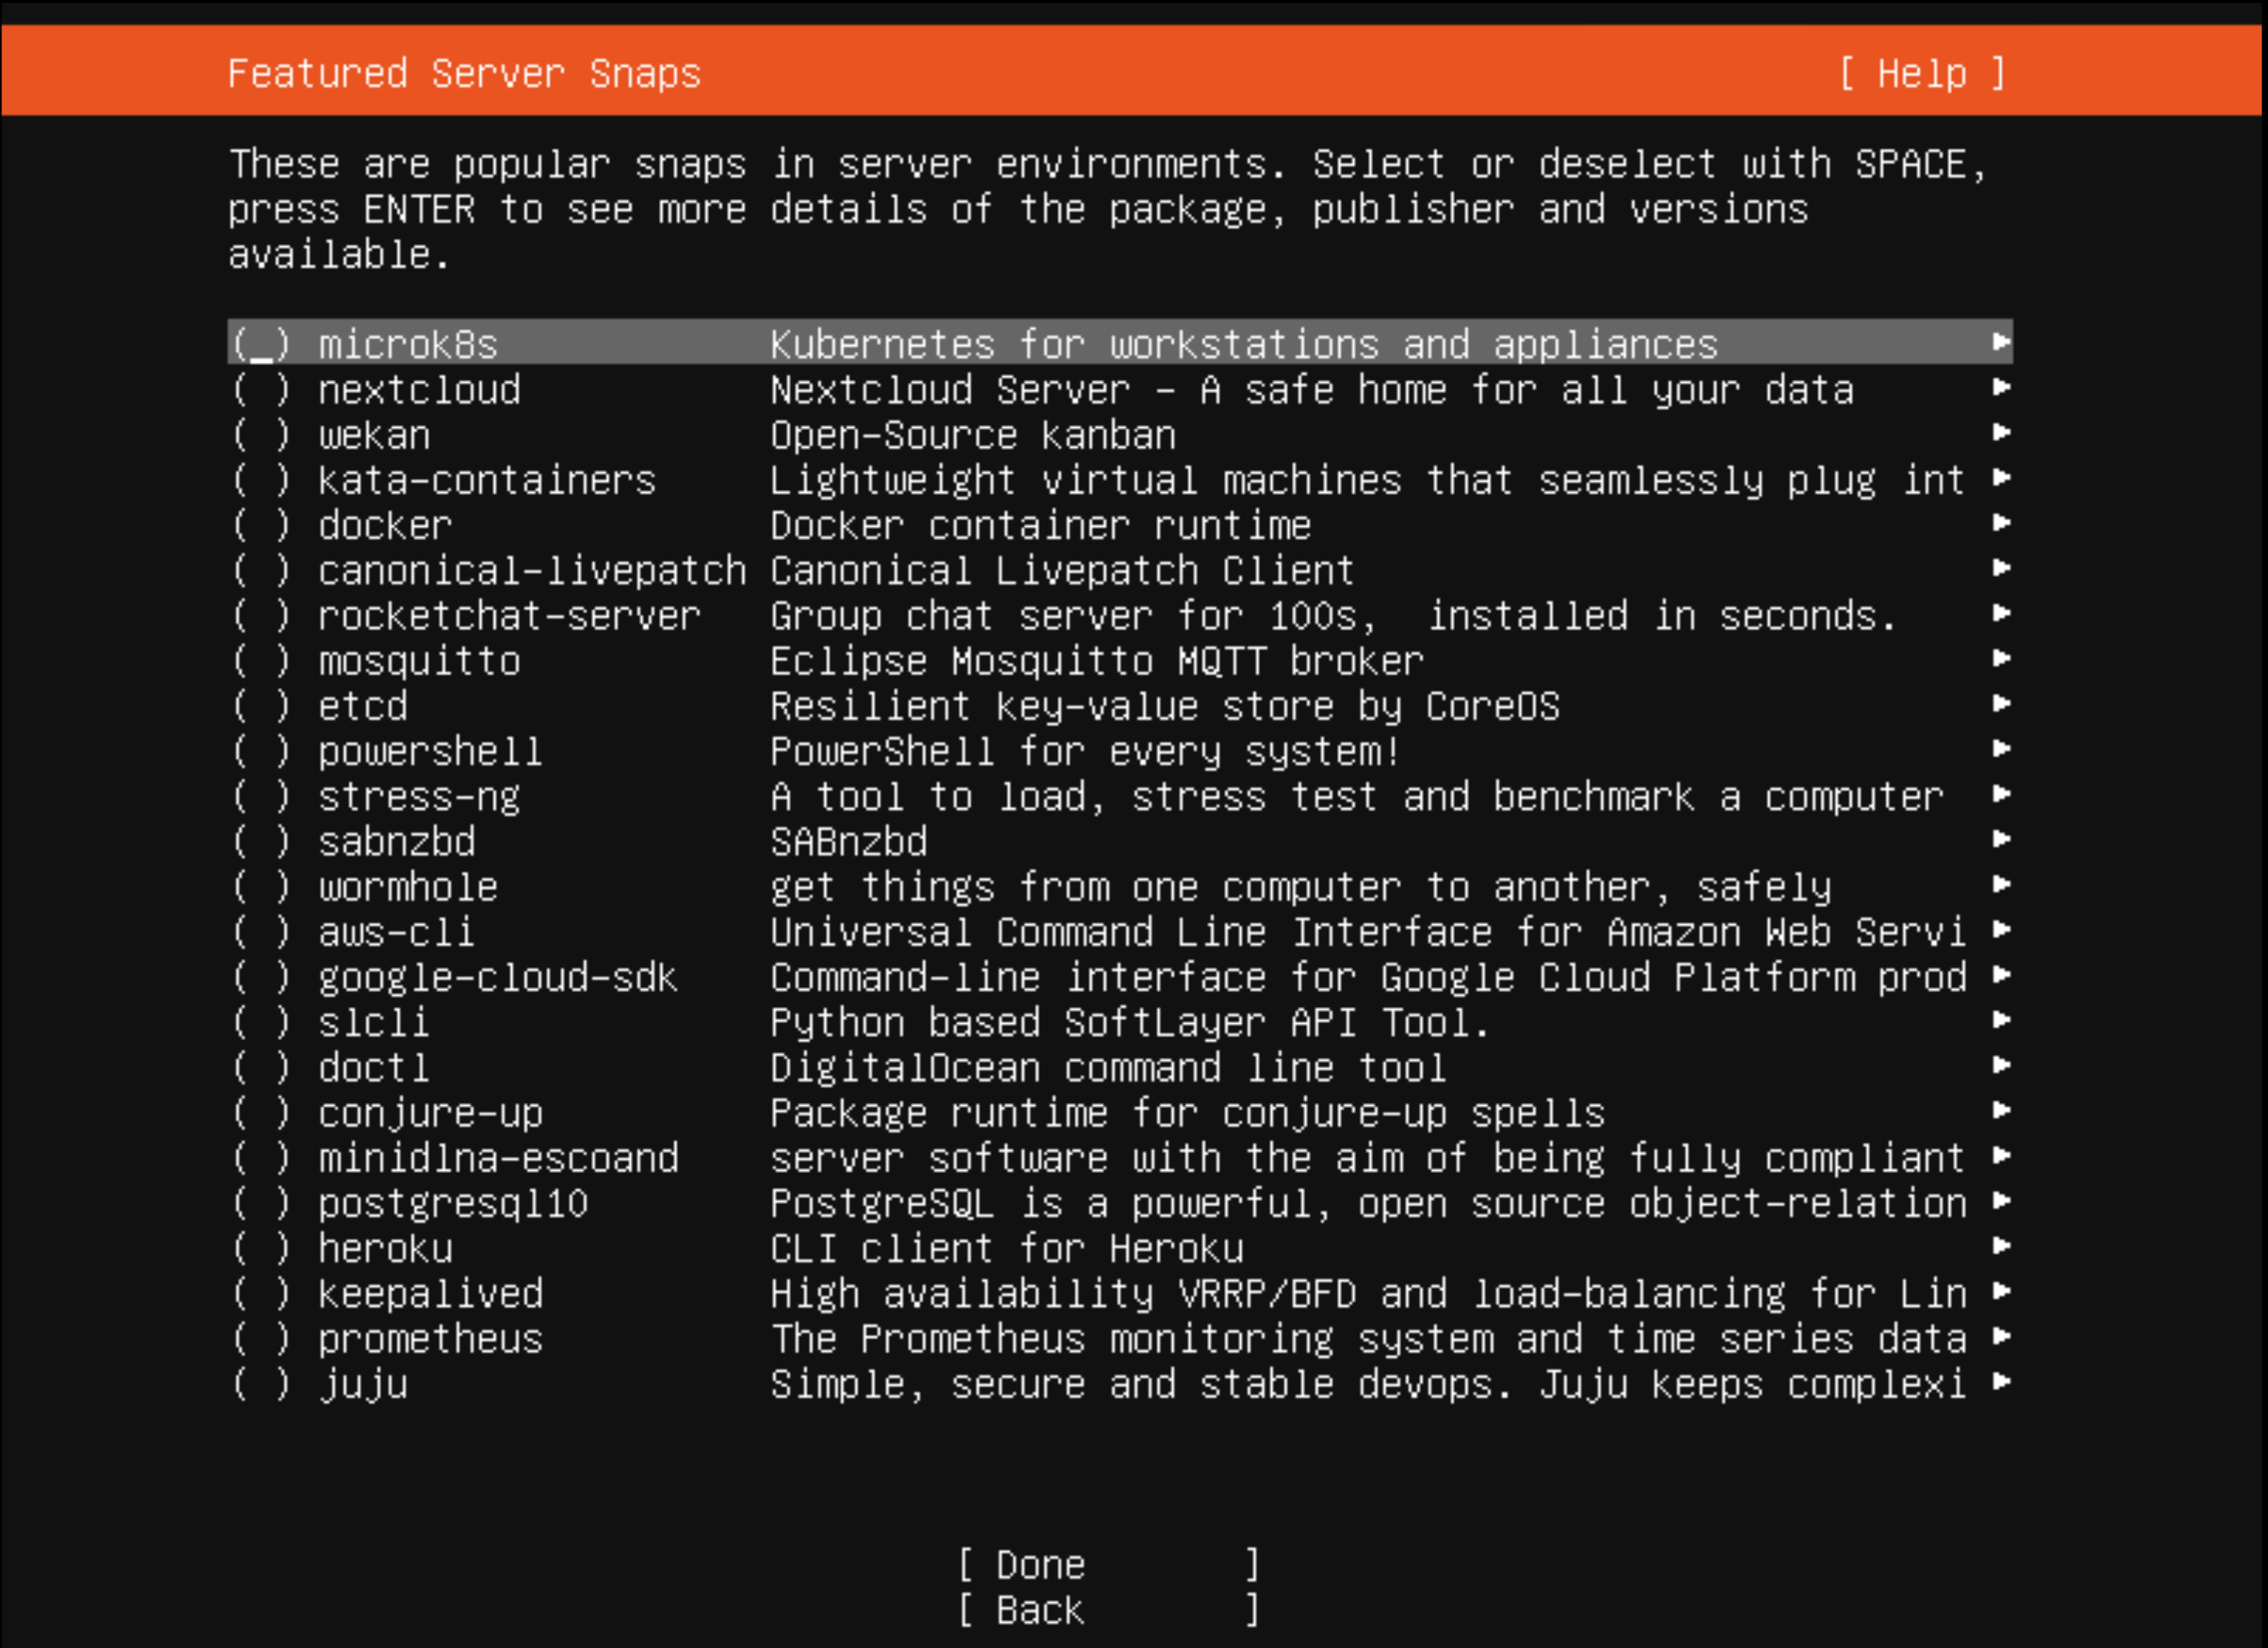 Featured Server Snaps [ Help ]
These are popular snaps in server environments. Select or deselect with SPACE,
press ENTER to see more details of the package, publisher and versions
available.
(_) microk8s Kubernetes for workstations and appliances ►
( ) nextcloud Nextcloud Server - A safe home for all your data ►
( ) wekan Open-Source kanban ►
( ) kata-containers Lightweight virtual machines that seamlessly plug int ►
( ) docker Docker container runtime ►
( ) canonical-livepatch Canonical Livepatch Client ►
( ) rocketchat-server Group chat server for 100s,  installed in seconds. ►
( ) mosquitto Eclipse Mosquitto MQTT broker ►
( ) etcd Resilient key-value store by CoreOS ►
( ) powershell PowerShell for every system! ►
( ) stress-ng A tool to load, stress test and benchmark a computer ►
( ) sabnzbd SABnzbd ►
( ) wormhole get things from one computer to another, safely ►
( ) aws-cli Universal Command Line Interface for Amazon Web Servi ►
( ) google-cloud-sdk Command-line interface for Google Cloud Platform prod ►
( ) slcli Python based SoftLayer API Tool. ►
( ) doctl DigitalOcean command line tool ►
( ) conjure-up Package runtime for conjure-up spells ►
( ) minidlna-escoand server software with the aim of being fully compliant ►
( ) postgresql10 PostgreSQL is a powerful, open source object-relation ►
( ) heroku CLI client for Heroku ►
( ) keepalived High availability VRRP/BFD and load-balancing for Lin ►
( ) prometheus The Prometheus monitoring system and time series data ►
( ) juju Simple, secure and stable devops. Juju keeps complexi ►
[ Done ]
[ Back ]